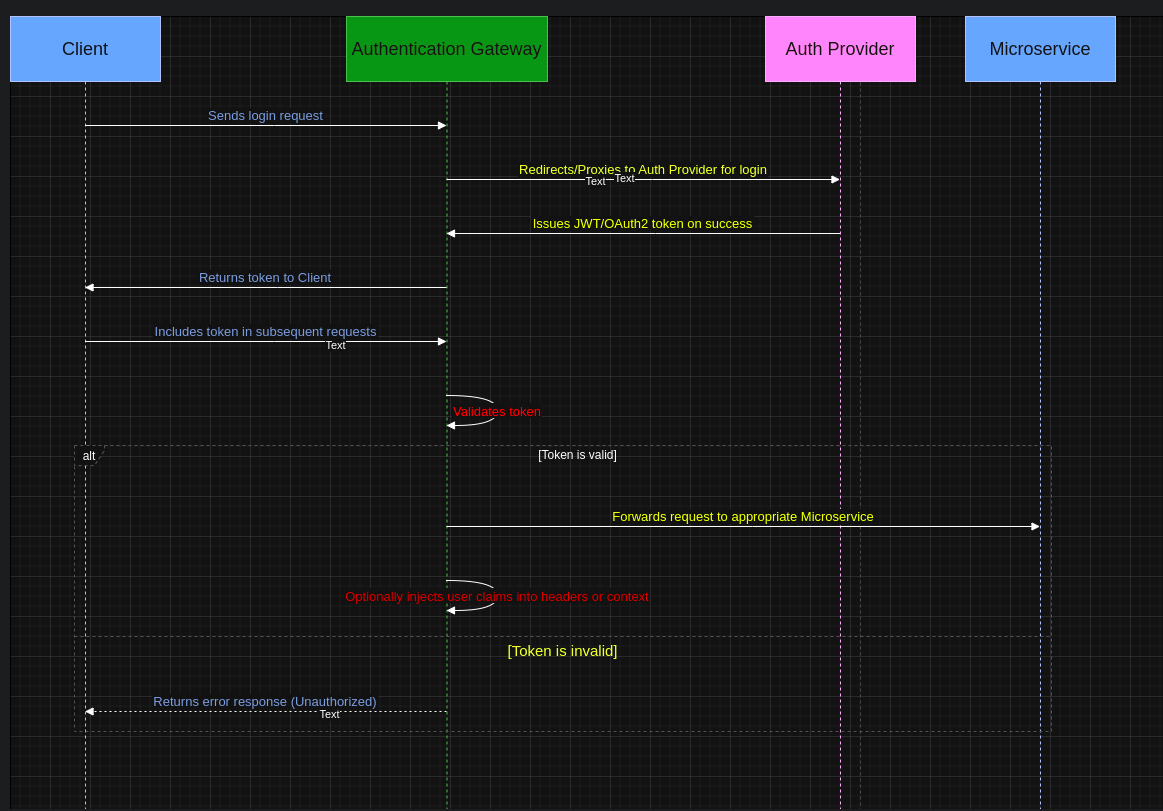 Client
Authentication Gateway
Auth Provider
Microservice
Sends login request
Redirects/Proxies to Auth Provider for login
Text
Text
Issues JWT/OAuth2 token on success
Returns token to Client
Includes token in subsequent requests
Text
Validates token
alt
[Token is valid]
Forwards request to appropriate Microservice
Optionally injects user claims into headers or context
[Token is invalid]
Returns error response (Unauthorized)
Text